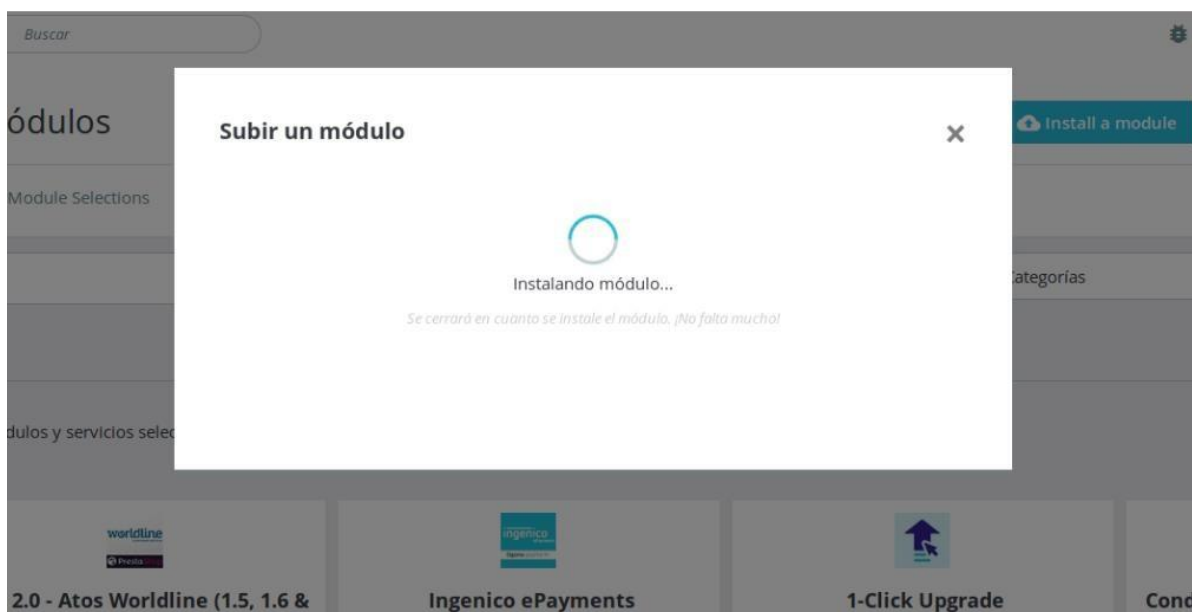 Buscar
ódulos
Subir un módulo
Install a module
Module Selections
Instalando módulo...
ategorías
Se cerrará en cuanto se instale el módulo. ¡No falta mucho!
dulos y servicios selec
worldline
PrestaShop
ingenico
2.0 - Atos Worldline (1.5, 1.6 &
Ingenico ePayments
1-Click Upgrade
Cond